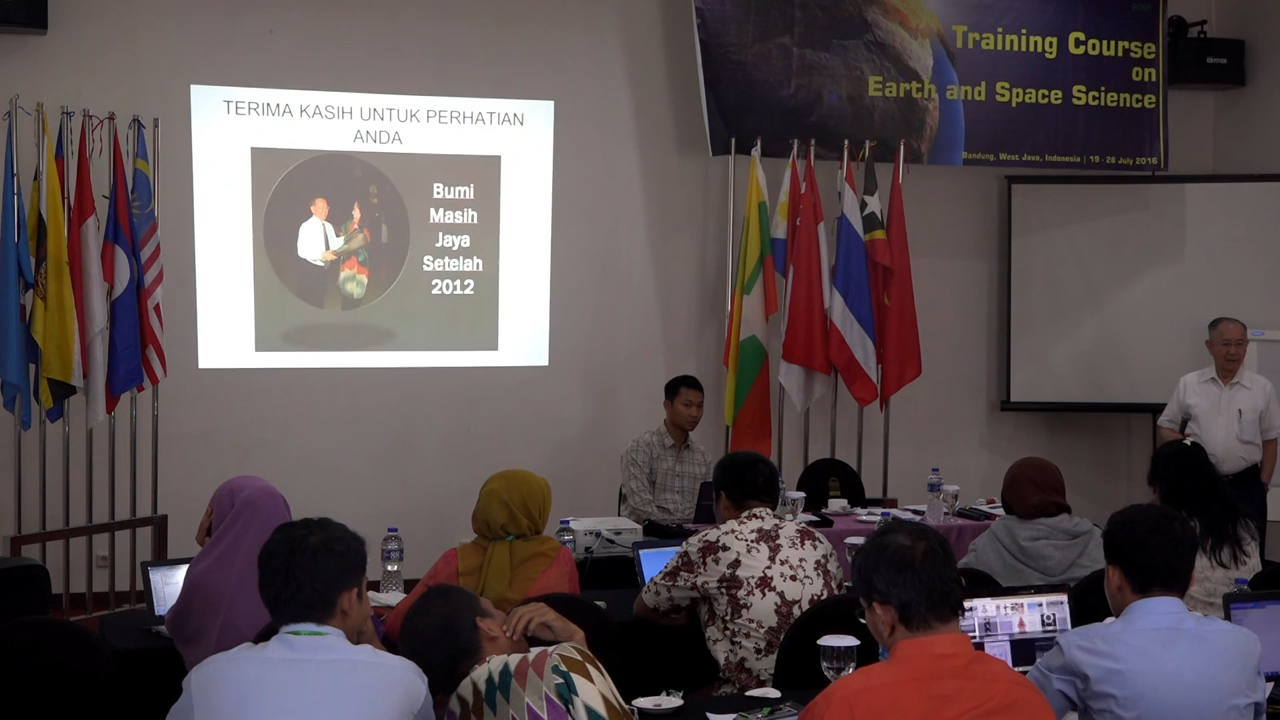 TERIMA KASIH UNTUK PERHATIAN
ANDA
Bumi
Masih
Jaya
Setelah
2012
Training Course
on
Earth and Space Science
Bandung, West Java, Indonesia | 19 - 26 July 2016